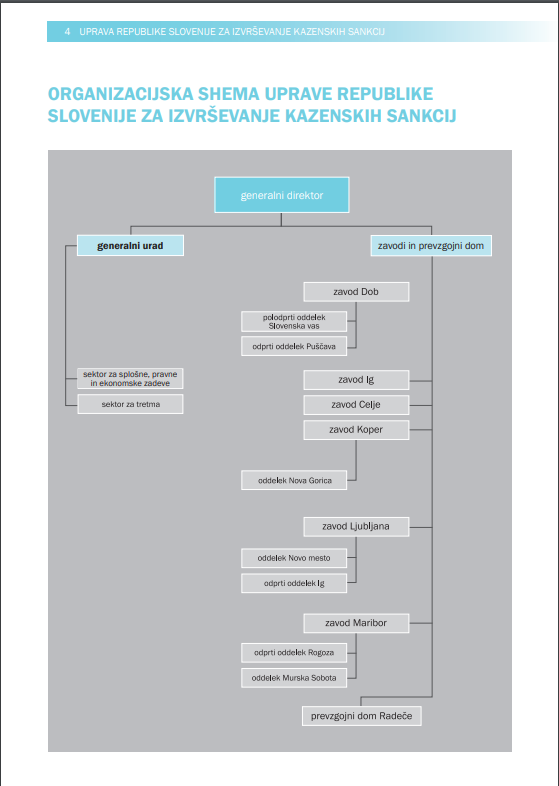 4 UPRAVA REPUBLIKE SLOVENIJE ZA IZVRŠEVANJE KAZENSKIH SANKCIJ
ORGANIZACIJSKA SHEMA UPRAVE REPUBLIKE
SLOVENIJE ZA IZVRŠEVANJE KAZENSKIH SANKCIJ
generalni direktor
generalni urad
zavodi in prevzgojni dom
zavod Dob
polodprti oddelek
Slovenska vas
odprti oddelek Puščava
sektor za splošne, pravne
in ekonomske zadeve
sektor za tretma
zavod Ig
zavod Celje
zavod Koper
oddelek Nova Gorica
zavod Ljubljana
oddelek Novo mesto
odprti oddelek Ig
zavod Maribor
odprti oddelek Rogoza
oddelek Murska Sobota
prevzgojni dom Radeče